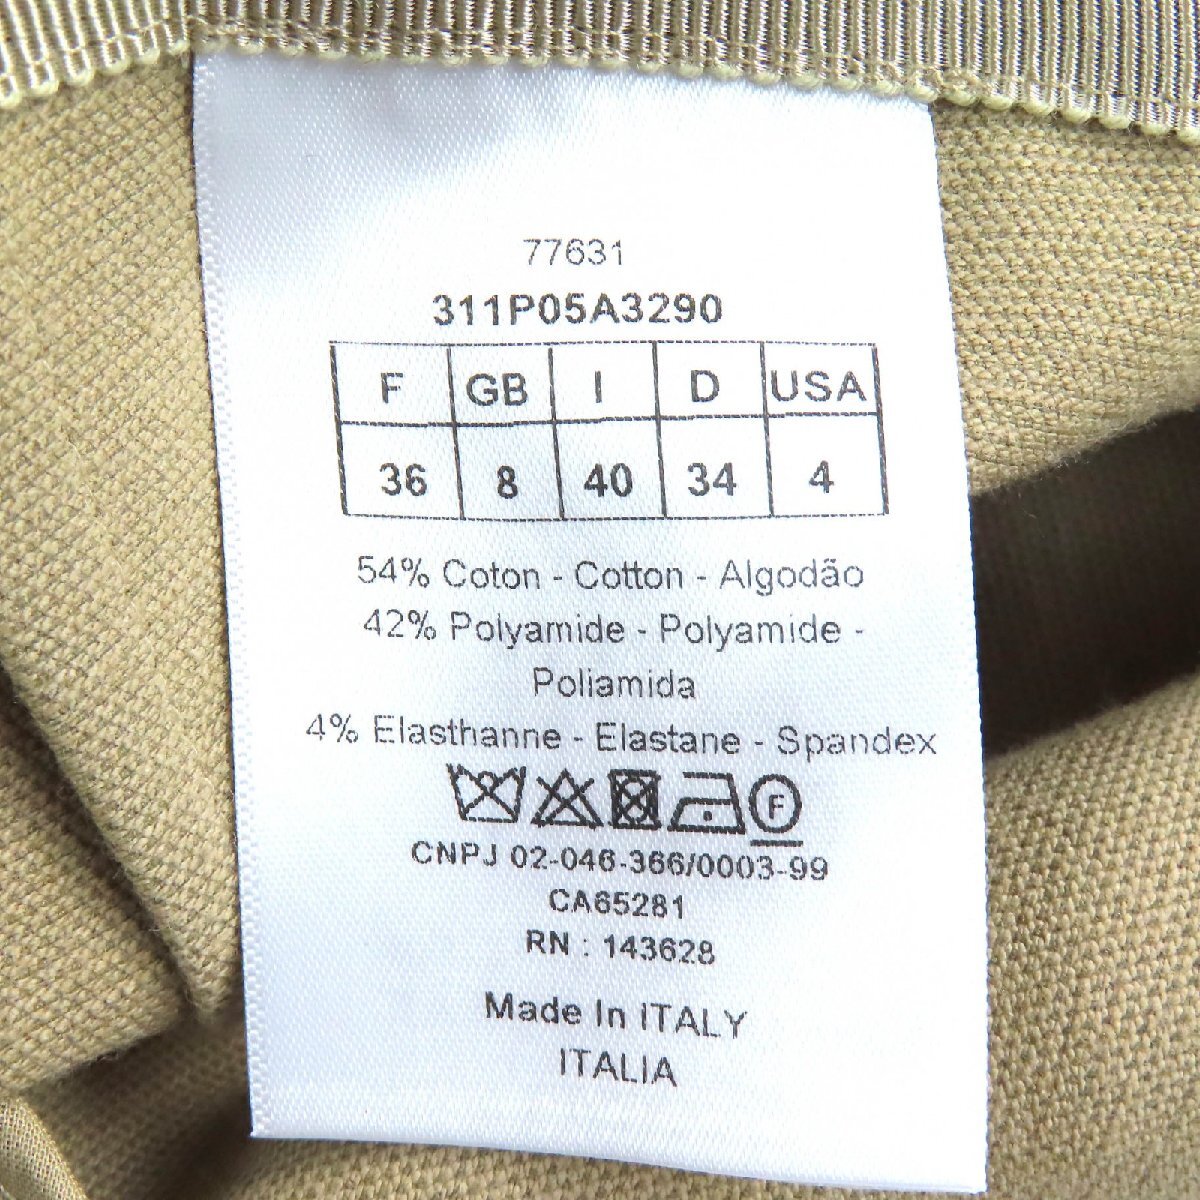 77631
311P05A3290
F GB I D USA
36 8 40 34 4
54% Coton - Cotton - Algodão
42% Polyamide - Polyamide -
Poliamida
4% Elasthanne - Elastane - Spandex
F
CNPJ 02-046-366/0003-99
CA65281
RN : 143628
Made In ITALY
ITALIA